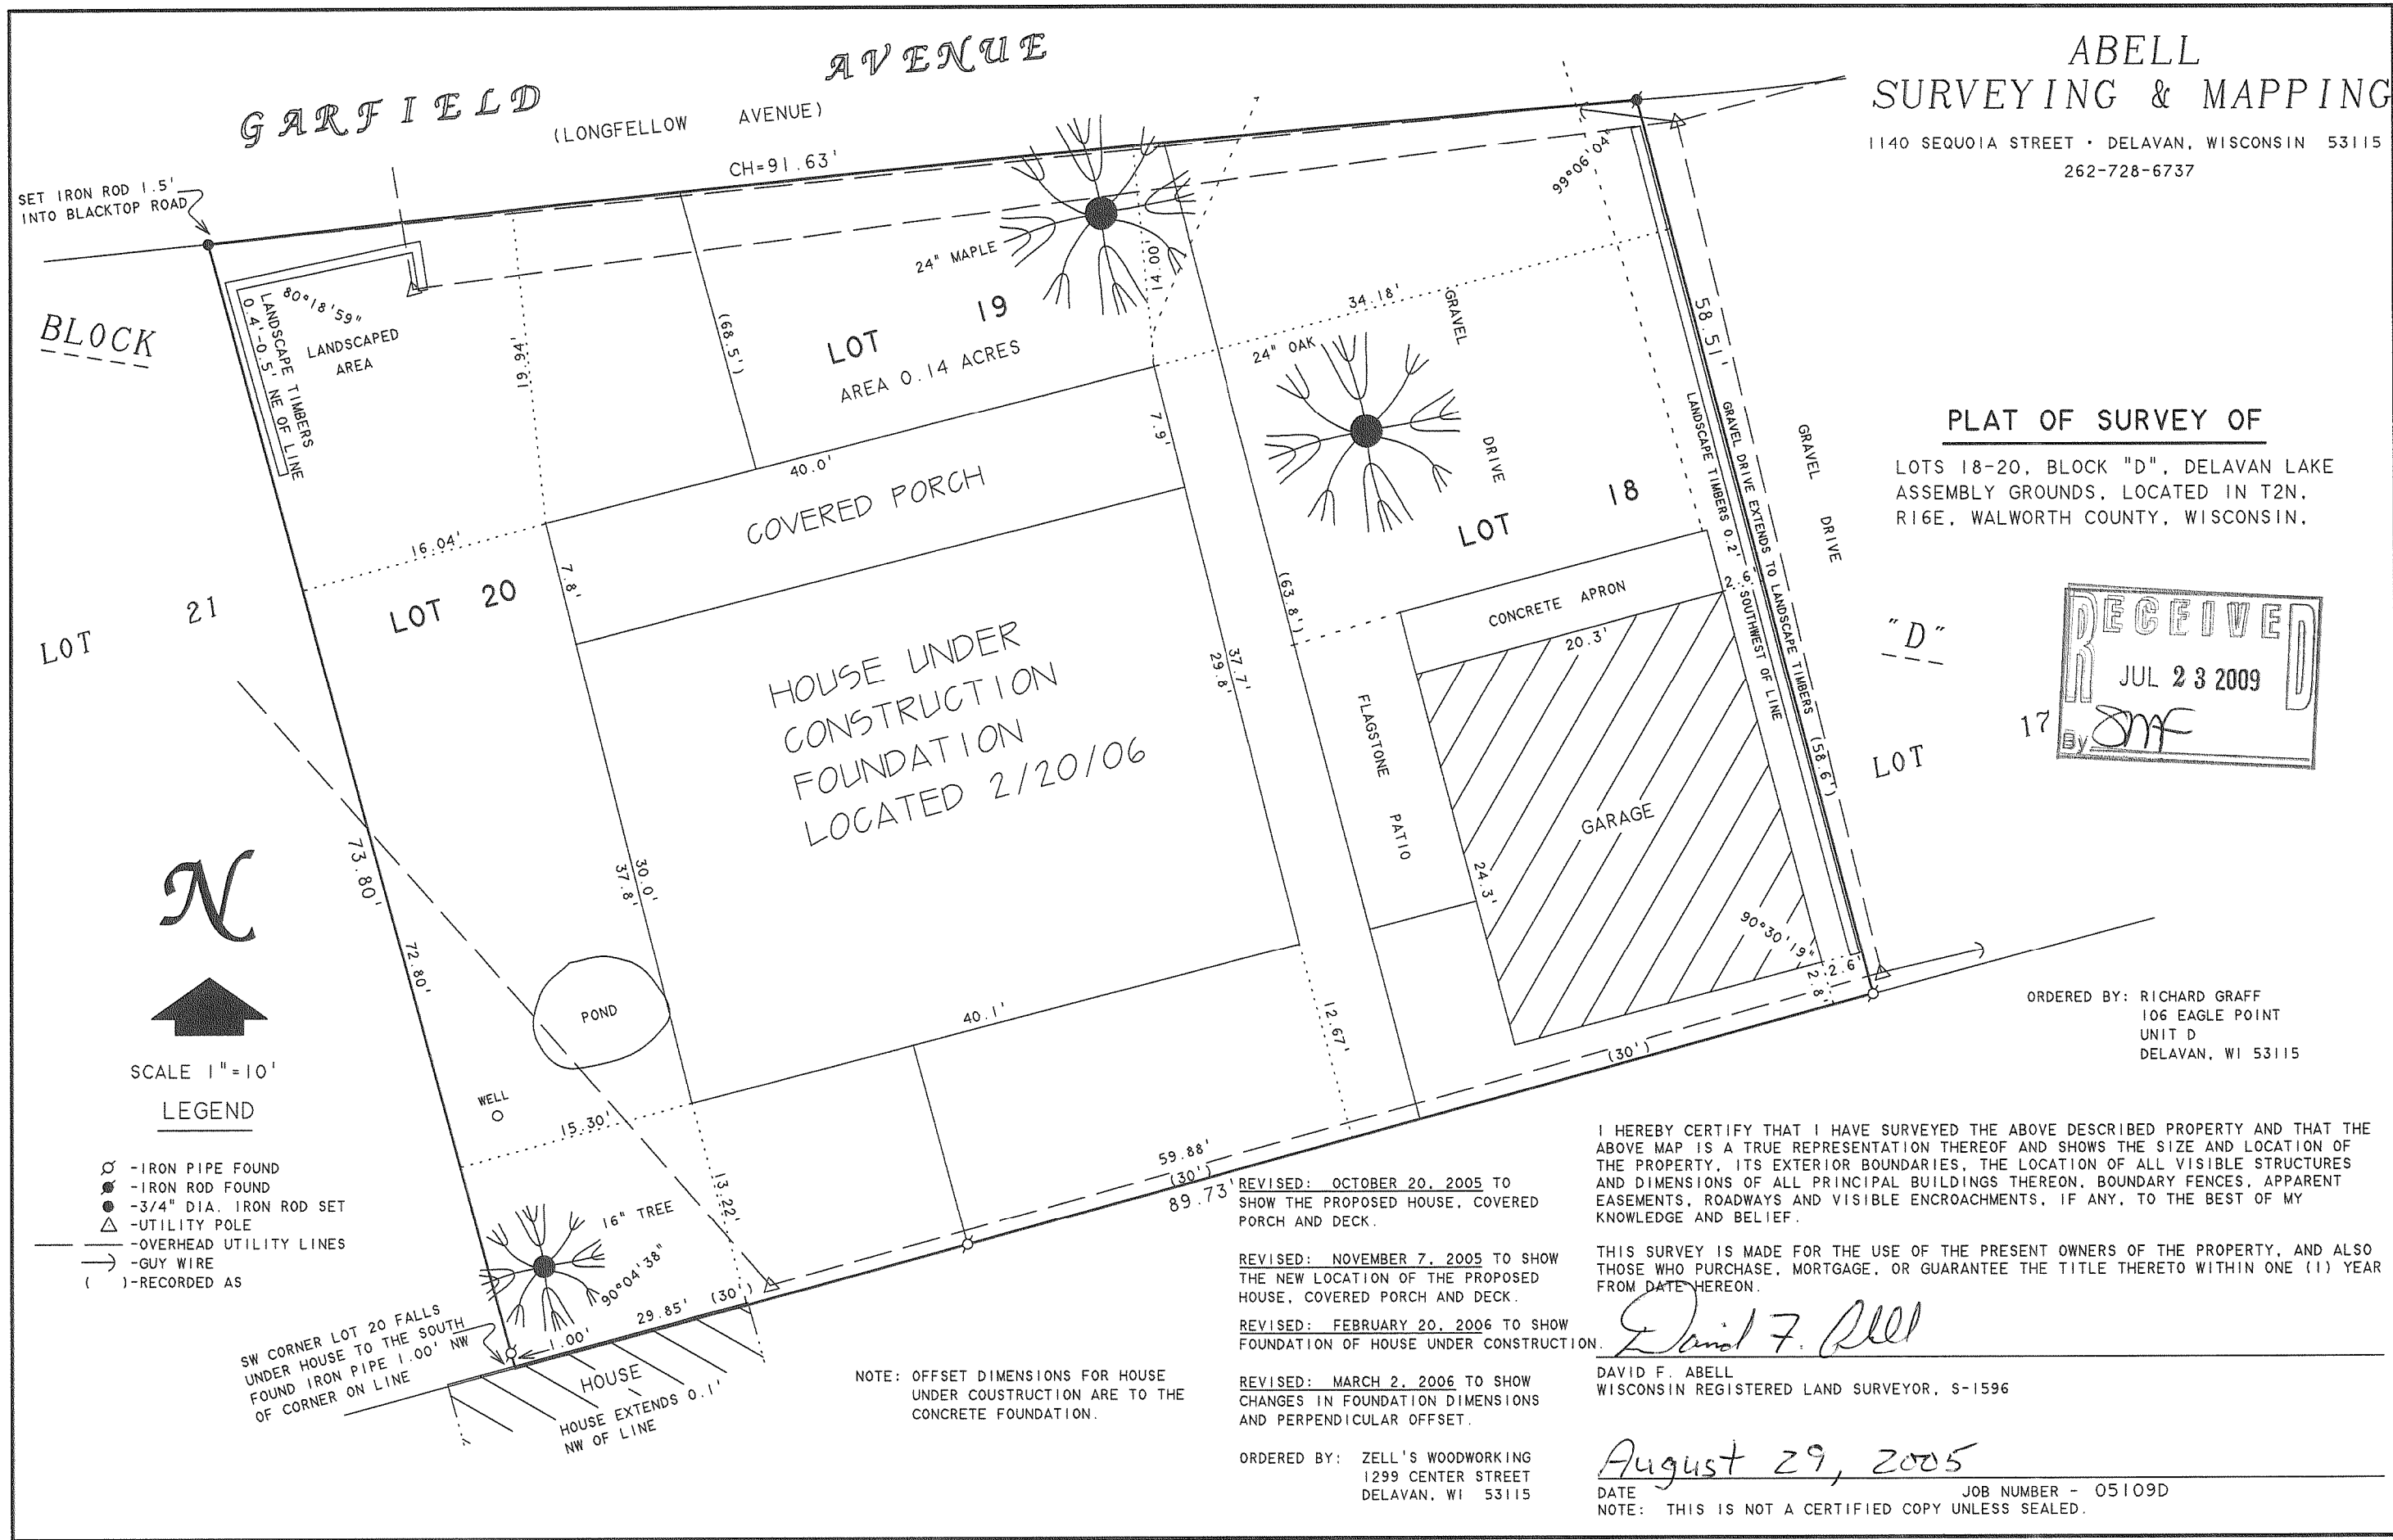 GARFIELD AVENUE
(LONGFELLOW AVENUE)
CH=91.63'
ABELL
SURVEYING & MAPPING
1140 SEQUOIA STREET • DELAVAN, WISCONSIN 53115
262-728-6737
SET IRON ROD 1.5'
INTO BLACKTOP ROAD
BLOCK
80°18'59"
LANDSCAPE TIMBERS
0.4'-0.5' NE OF LINE
LANDSCAPED
AREA
19.94'
(68.5')
24" MAPLE
14.00'
99°06'04"
LOT 19
AREA 0.14 ACRES
34.18'
24" OAK
GRAVEL
DRIVE
58.51'
GRAVEL DRIVE EXTENDS TO LANDSCAPE TIMBERS
(58.6')
LANDSCAPE TIMBERS 0.2'
2.6' SOUTHWEST OF LINE
GRAVEL
DRIVE
PLAT OF SURVEY OF
LOTS 18-20, BLOCK "D", DELAVAN LAKE
ASSEMBLY GROUNDS, LOCATED IN T2N,
R16E, WALWORTH COUNTY, WISCONSIN,
40.0'
7.9'
COVERED PORCH
16.04'
7.8'
LOT 20
LOT 18
LOT 21
CONCRETE APRON
20.3'
(63.8')
37.7'
29.8'
HOUSE UNDER
CONSTRUCTION
FOUNDATION
LOCATED 2/20/06
FLAGSTONE PATIO
GARAGE
24.3'
"D"
LOT 17
RECEIVED
JUL 23 2009
By SMF
73.80'
72.80'
30.0'
37.8'
N
SCALE 1"=10'
POND
40.1'
12.67'
90°30'19"
2.6'
2.8'
(30')
ORDERED BY: RICHARD GRAFF
106 EAGLE POINT
UNIT D
DELAVAN, WI 53115
LEGEND
-IRON PIPE FOUND
-IRON ROD FOUND
-3/4" DIA. IRON ROD SET
-UTILITY POLE
-OVERHEAD UTILITY LINES
-GUY WIRE
( )-RECORDED AS
WELL
15.30'
13.22'
16" TREE
90°04'38"
59.88'
(30')
89.73'
29.85' (30')
1.00'
SW CORNER LOT 20 FALLS
UNDER HOUSE TO THE SOUTH
FOUND IRON PIPE 1.00' NW
OF CORNER ON LINE
HOUSE
HOUSE EXTENDS 0.1'
NW OF LINE
NOTE: OFFSET DIMENSIONS FOR HOUSE
UNDER COUSTRUCTION ARE TO THE
CONCRETE FOUNDATION.
REVISED: OCTOBER 20, 2005 TO
SHOW THE PROPOSED HOUSE, COVERED
PORCH AND DECK.
REVISED: NOVEMBER 7, 2005 TO SHOW
THE NEW LOCATION OF THE PROPOSED
HOUSE, COVERED PORCH AND DECK.
REVISED: FEBRUARY 20, 2006 TO SHOW
FOUNDATION OF HOUSE UNDER CONSTRUCTION.
REVISED: MARCH 2, 2006 TO SHOW
CHANGES IN FOUNDATION DIMENSIONS
AND PERPENDICULAR OFFSET.
ORDERED BY: ZELL'S WOODWORKING
1299 CENTER STREET
DELAVAN, WI 53115
I HEREBY CERTIFY THAT I HAVE SURVEYED THE ABOVE DESCRIBED PROPERTY AND THAT THE
ABOVE MAP IS A TRUE REPRESENTATION THEREOF AND SHOWS THE SIZE AND LOCATION OF
THE PROPERTY, ITS EXTERIOR BOUNDARIES, THE LOCATION OF ALL VISIBLE STRUCTURES
AND DIMENSIONS OF ALL PRINCIPAL BUILDINGS THEREON, BOUNDARY FENCES, APPARENT
EASEMENTS, ROADWAYS AND VISIBLE ENCROACHMENTS, IF ANY, TO THE BEST OF MY
KNOWLEDGE AND BELIEF.
THIS SURVEY IS MADE FOR THE USE OF THE PRESENT OWNERS OF THE PROPERTY, AND ALSO
THOSE WHO PURCHASE, MORTGAGE, OR GUARANTEE THE TITLE THERETO WITHIN ONE (1) YEAR
FROM DATE HEREON.
David F. Abell
DAVID F. ABELL
WISCONSIN REGISTERED LAND SURVEYOR, S-1596
August 29, 2005
DATE JOB NUMBER - 05109D
NOTE: THIS IS NOT A CERTIFIED COPY UNLESS SEALED.